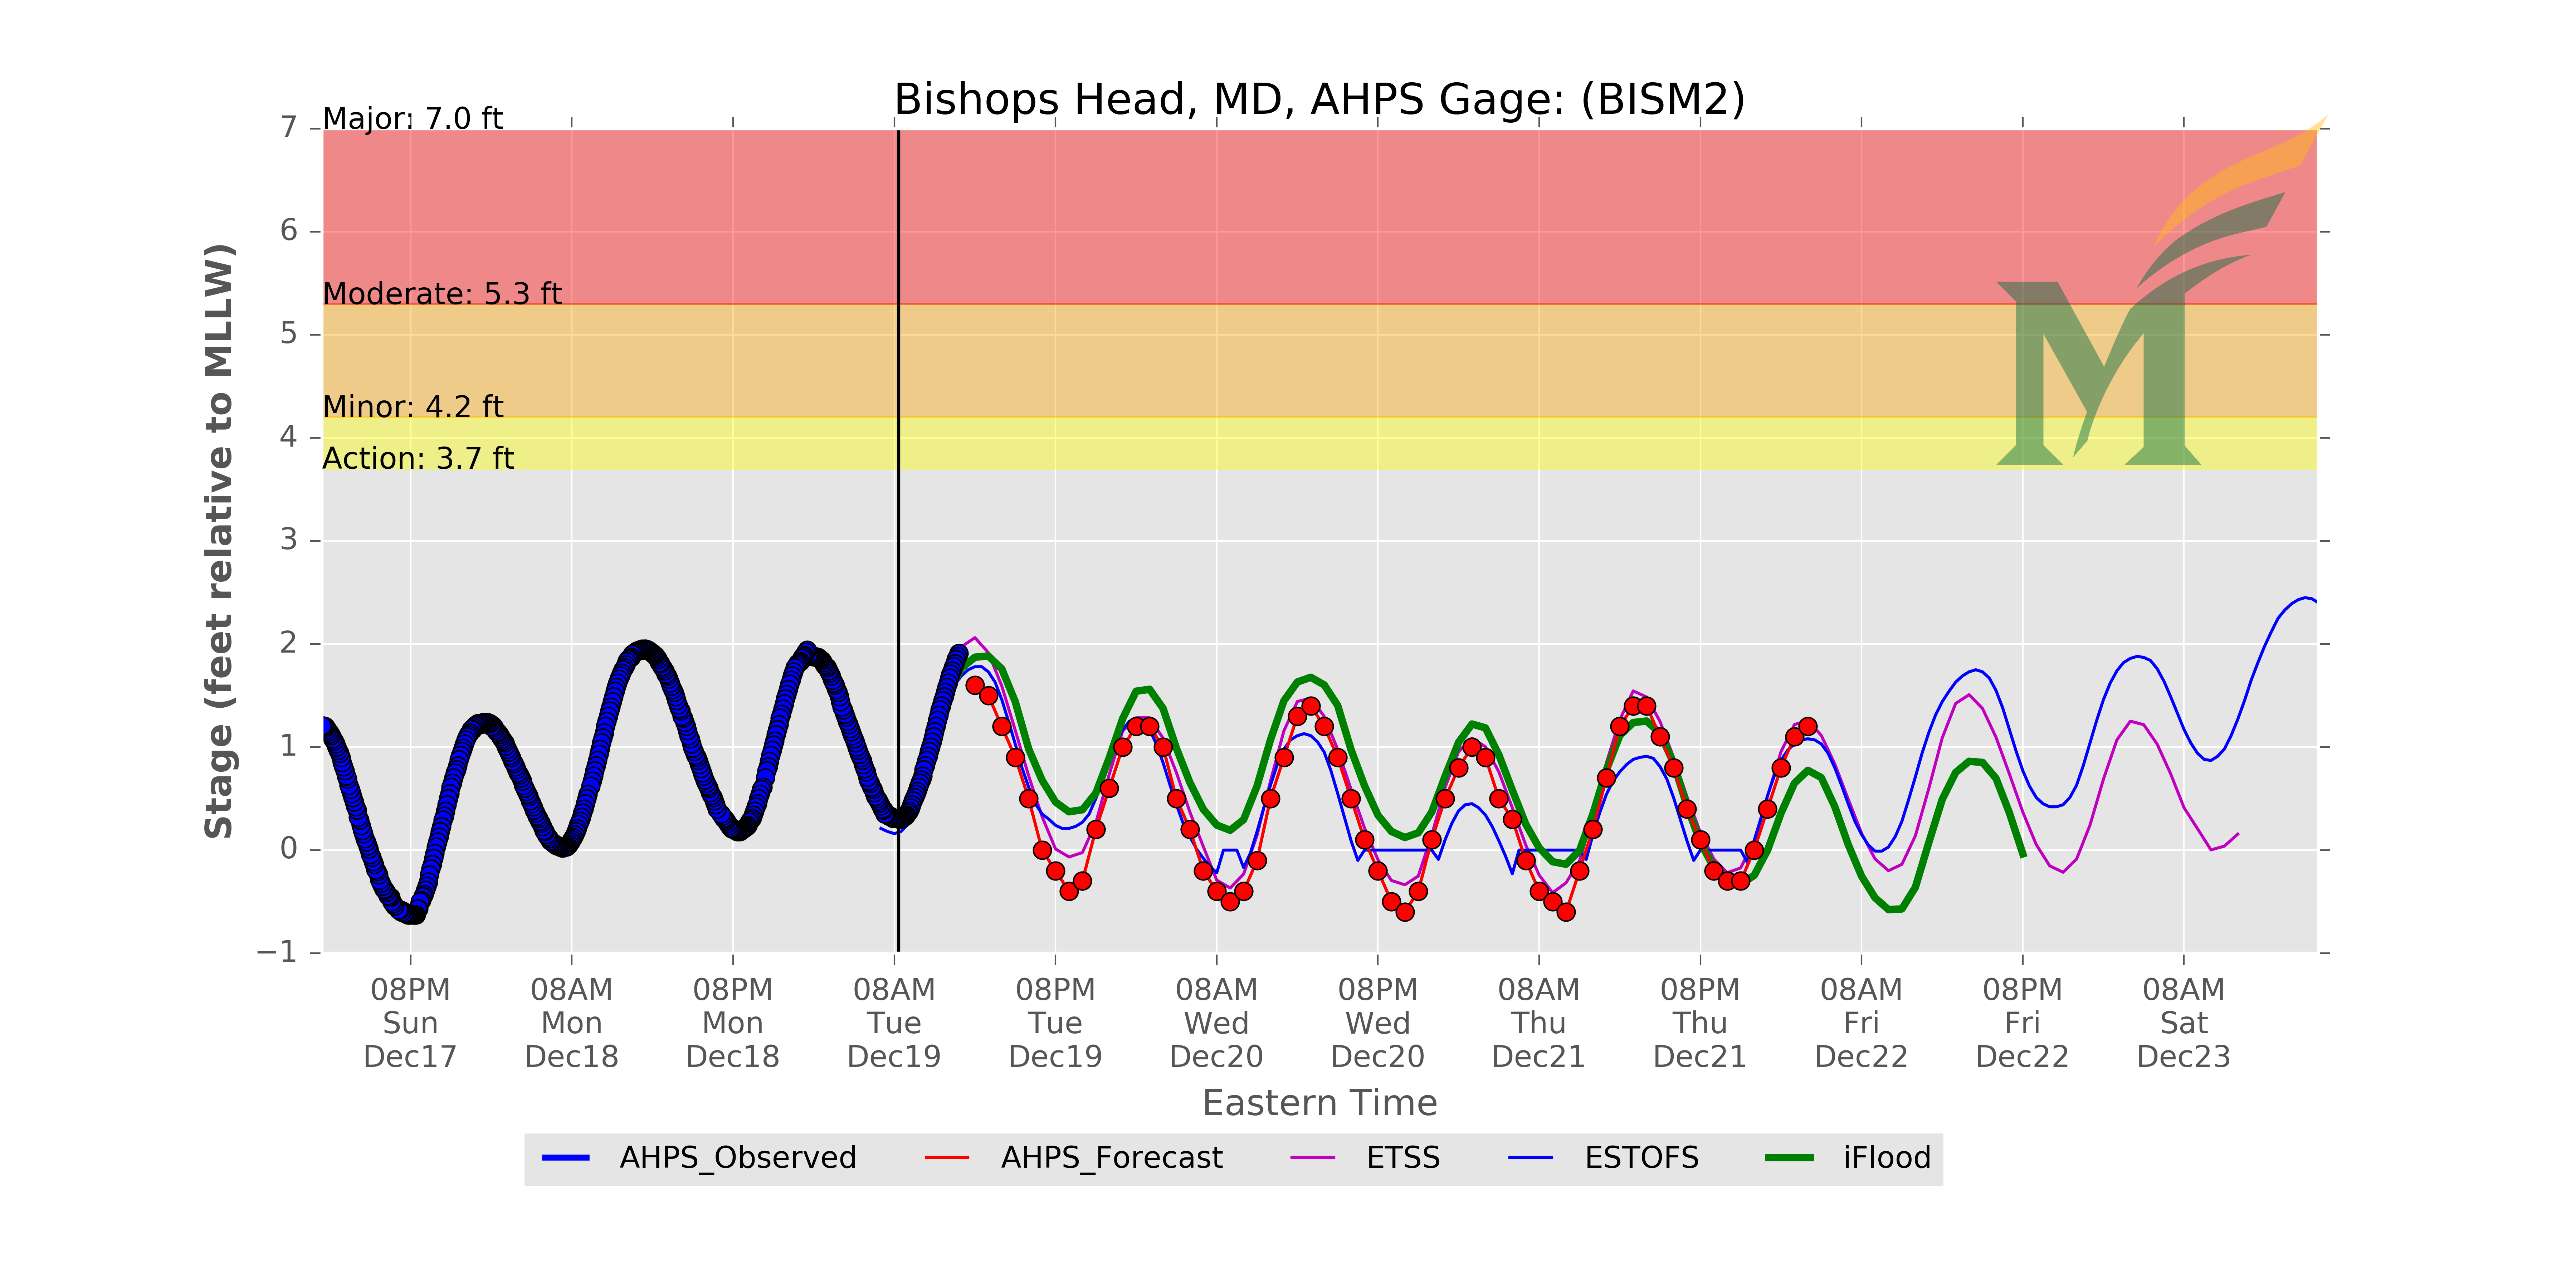 Bishops Head, MD, AHPS Gage: (BISM2)
Major: 7.0 ft
Moderate: 5.3 ft
Minor: 4.2 ft
Action: 3.7 ft
7
6
5
4
3
2
1
0
−1
Stage (feet relative to MLLW)
08PM 08AM 08PM 08AM 08PM 08AM 08PM 08AM 08PM 08AM 08PM 08AM
Sun Mon Mon Tue Tue Wed Wed Thu Thu Fri Fri Sat
Dec17 Dec18 Dec18 Dec19 Dec19 Dec20 Dec20 Dec21 Dec21 Dec22 Dec22 Dec23
Eastern Time
AHPS_Observed AHPS_Forecast ETSS ESTOFS iFlood
M